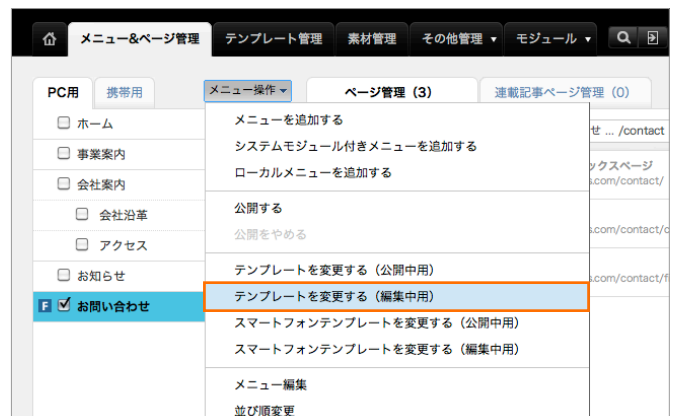 メニュー&ページ管理 テンプレート管理 素材管理 その他管理 ▼ モジュール ▼
PC用 携帯用 メニュー操作▼ ページ管理（3） 連載記事ページ管理（0）
ホーム
事業案内
会社案内
会社沿革
アクセス
お知らせ
F お問い合わせ
メニューを追加する
システムモジュール付きメニューを追加する
ローカルメニューを追加する
公開する
公開をやめる
テンプレートを変更する（公開中用）
テンプレートを変更する（編集中用）
スマートフォンテンプレートを変更する（公開中用）
スマートフォンテンプレートを変更する（編集中用）
メニュー編集
並び順変更
せ ... /contact
ックスページ
s.com/contact/
s.com/contact/c
s.com/contact/fi